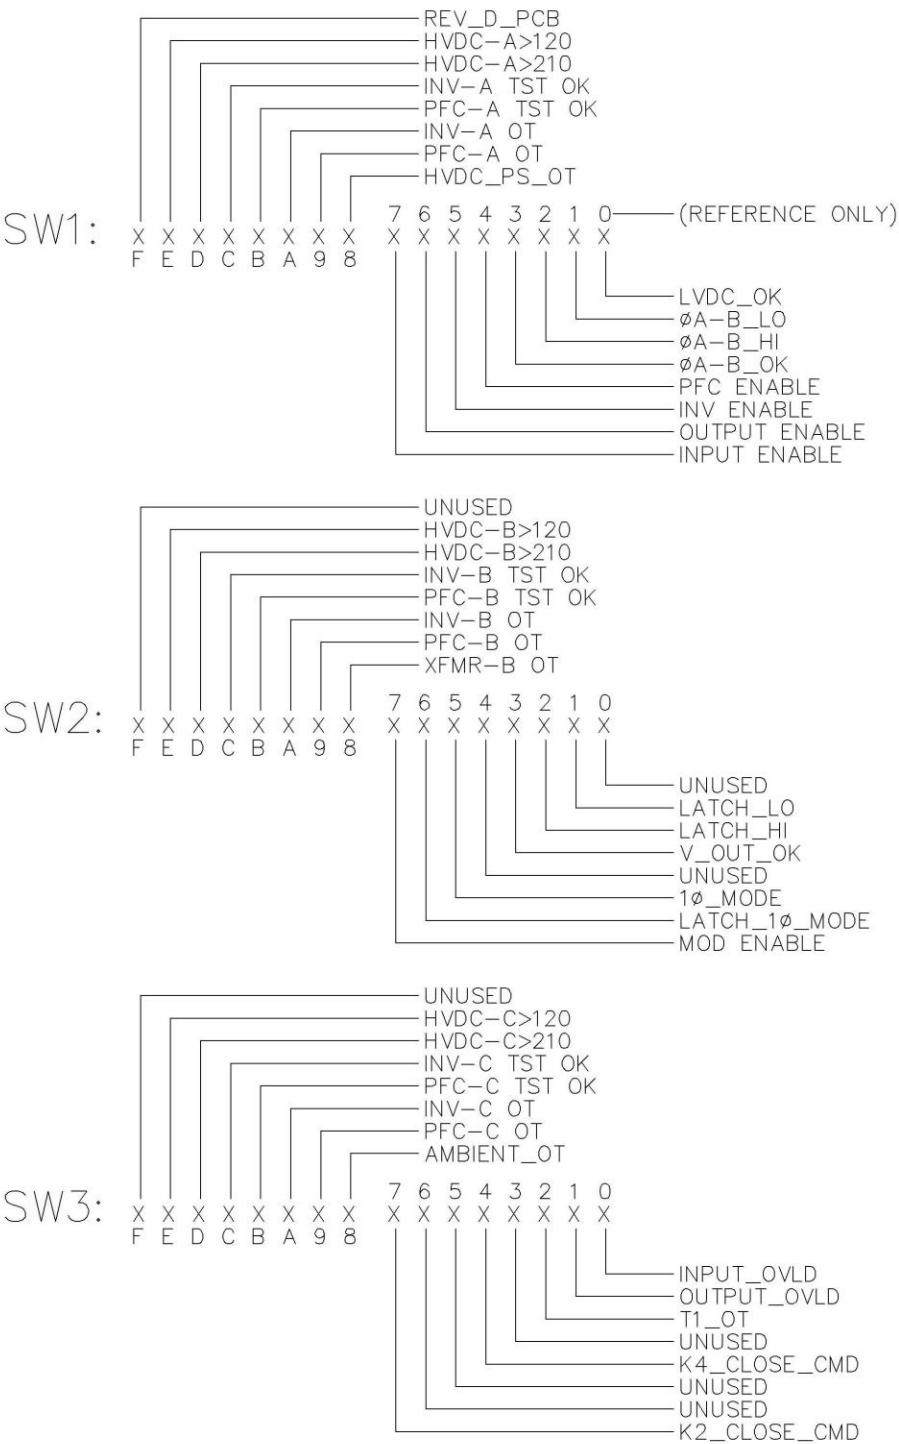 REV_D_PCB
HVDC-A>120
HVDC-A>210
INV-A TST OK
PFC-A TST OK
INV-A OT
PFC-A OT
HVDC_PS_OT
7 6 5 4 3 2 1 0 (REFERENCE ONLY)
SW1: X X X X X X X X X X X X X X X X
F E D C B A 9 8
LVDC_OK
ØA-B_LO
ØA-B_HI
ØA-B_OK
PFC ENABLE
INV ENABLE
OUTPUT ENABLE
INPUT ENABLE
UNUSED
HVDC-B>120
HVDC-B>210
INV-B TST OK
PFC-B TST OK
INV-B OT
PFC-B OT
XFMR-B OT
7 6 5 4 3 2 1 0
SW2: X X X X X X X X X X X X X X X X
F E D C B A 9 8
UNUSED
LATCH_LO
LATCH_HI
V_OUT_OK
UNUSED
1Ø_MODE
LATCH_1Ø_MODE
MOD ENABLE
UNUSED
HVDC-C>120
HVDC-C>210
INV-C TST OK
PFC-C TST OK
INV-C OT
PFC-C OT
AMBIENT_OT
7 6 5 4 3 2 1 0
SW3: X X X X X X X X X X X X X X X X
F E D C B A 9 8
INPUT_OVLD
OUTPUT_OVLD
T1_OT
UNUSED
K4_CLOSE_CMD
UNUSED
UNUSED
K2_CLOSE_CMD